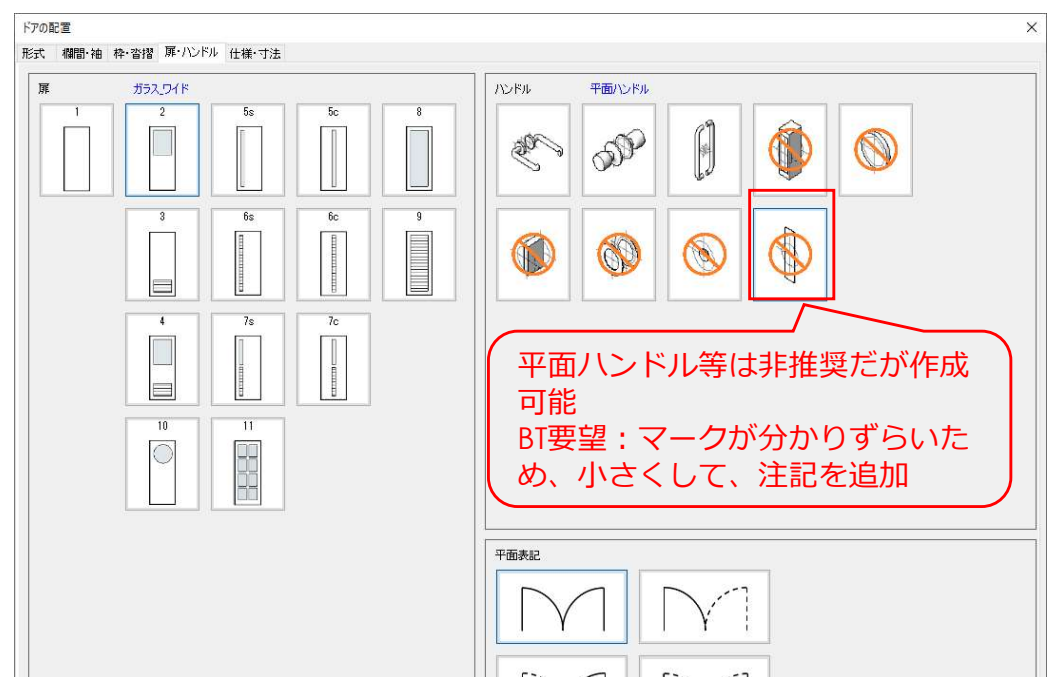 ドアの配置
形式 欄間・袖 枠・沓摺 扉・ハンドル 仕様・寸法
扉 ガラス_ワイド
1 2 5s 5c 8
3 6s 6c 9
4 7s 7c
10 11
ハンドル 平面ハンドル
平面ハンドル等は非推奨だが作成
可能
BT要望：マークが分かりずらいた
め、小さくして、注記を追加
平面表記